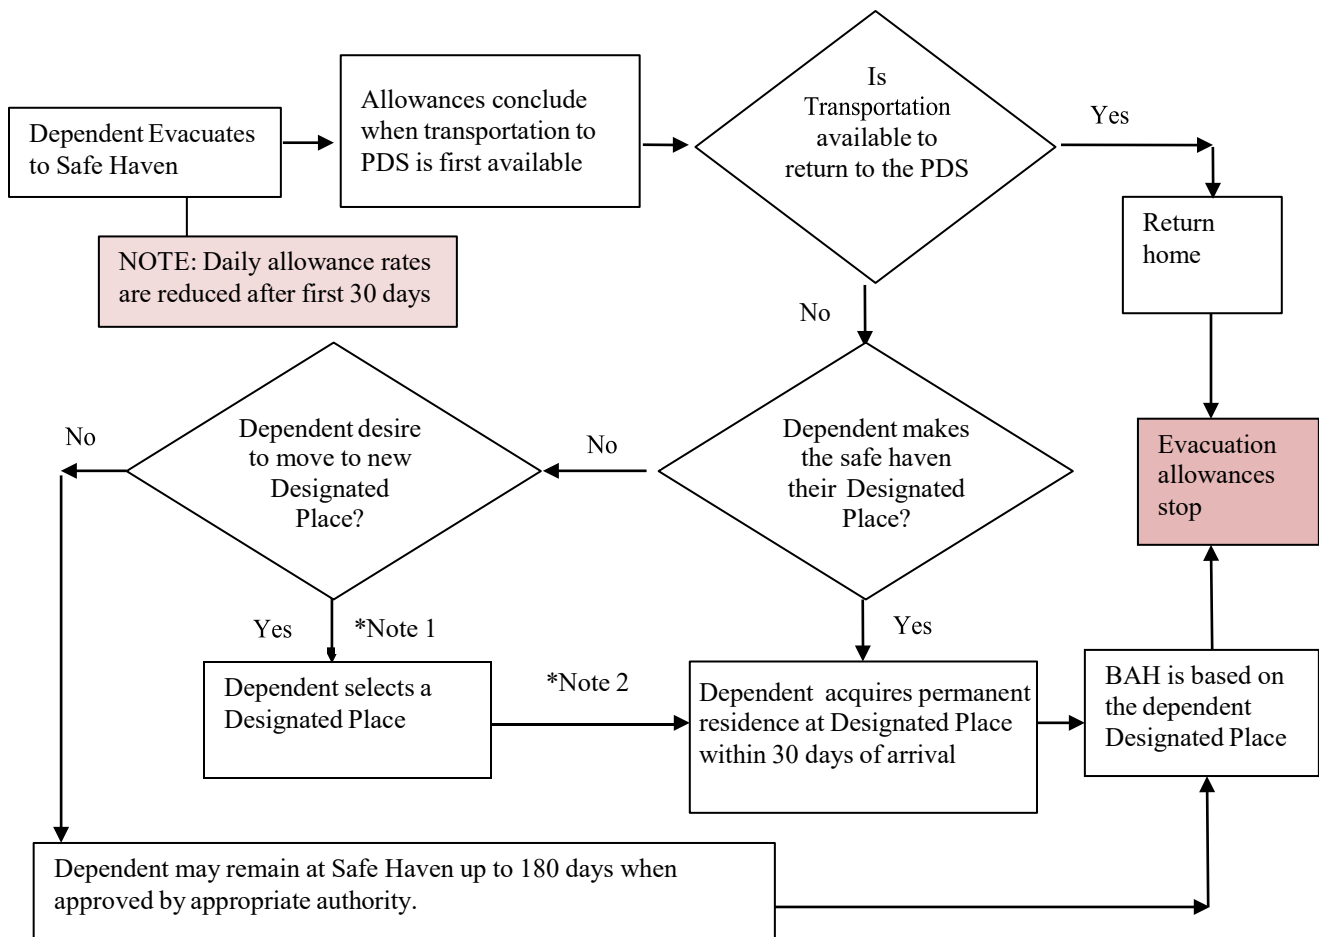 Is
Transportation
available to
return to the PDS
Yes
Allowances conclude
when transportation to
PDS is first available
Dependent Evacuates
to Safe Haven
Return
home
NOTE: Daily allowance rates
are reduced after first 30 days
No
Dependent desire
to move to new
Designated
Place?
No
No
Dependent makes
the safe haven
their Designated
Place?
Evacuation
allowances
stop
Yes
*Note 1
Yes
Dependent selects a
Designated Place
*Note 2
Dependent acquires permanent
residence at Designated Place
within 30 days of arrival
BAH is based on
the dependent
Designated Place
Dependent may remain at Safe Haven up to 180 days when
approved by appropriate authority.